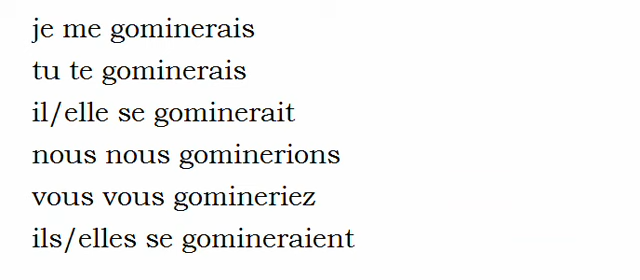 je me gominerais
tu te gominerais
il/elle se gominerait
nous nous gominerions
vous vous gomineriez
ils/elles se gomineraient